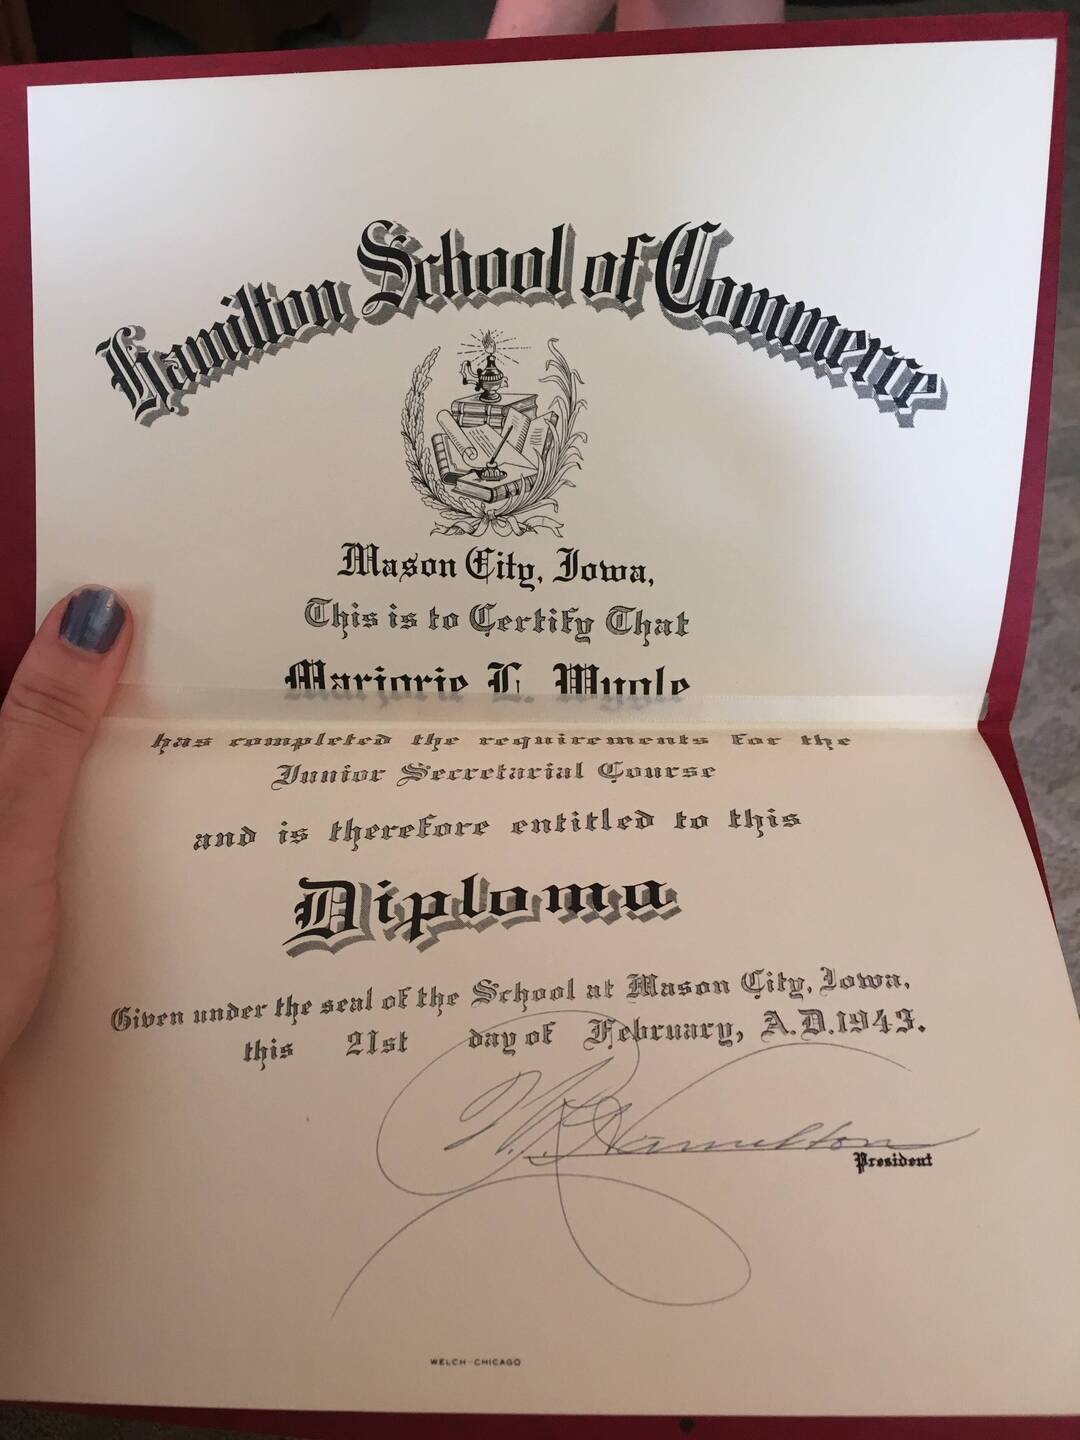 Hamilton School of Commerce
Mason City, Iowa,
This is to Certify That
Marjorie L. Wygle
has completed the requirements for the
Junior Secretarial Course
and is therefore entitled to this
Diploma
Given under the seal of the School at Mason City, Iowa,
this 21st day of February, A.D.1943.
Hamilton
President
WELCH-CHICAGO